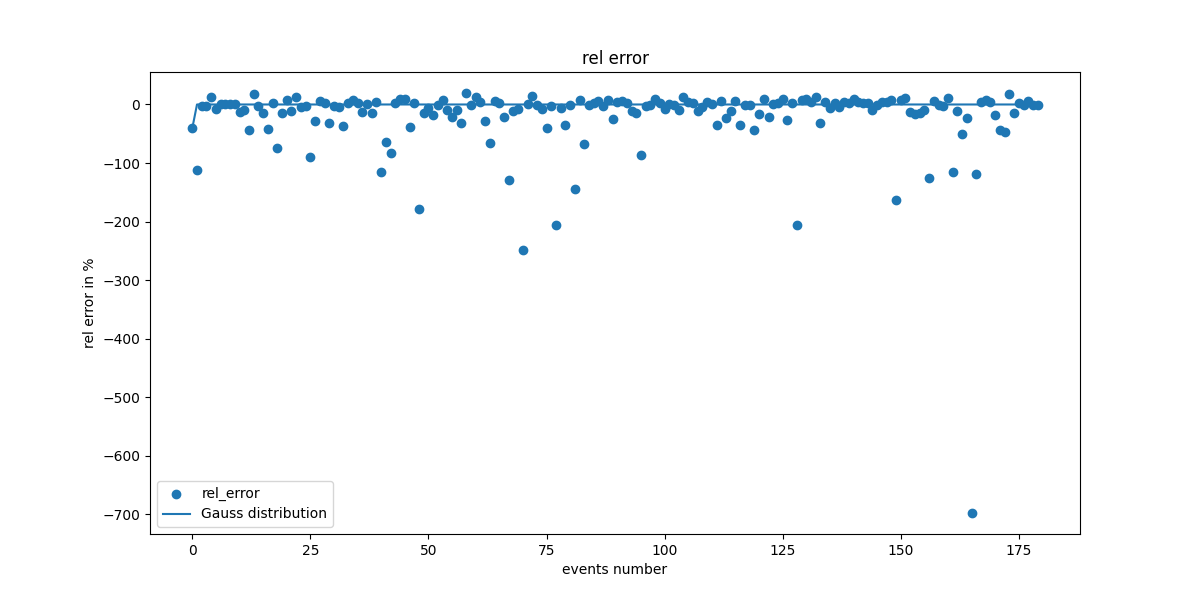 rel error
0
−100
−200
−300
−400
−500
−600
−700
rel error in %
rel_error
Gauss distribution
0 25 50 75 100 125 150 175
events number